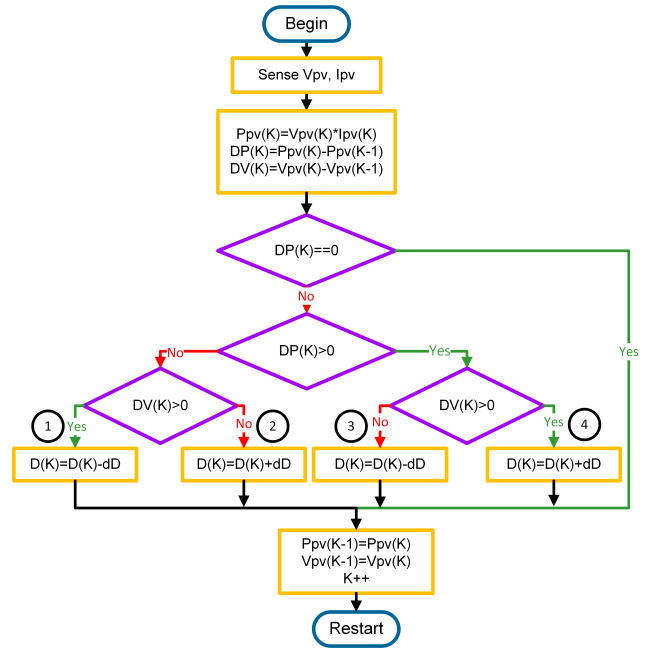 Begin
Sense Vpv, Ipv
Ppv(K)=Vpv(K)*Ipv(K)
DP(K)=Ppv(K)-Ppv(K-1)
DV(K)=Vpv(K)-Vpv(K-1)
DP(K)==0
No
DP(K)>0
No
Yes
Yes
DV(K)>0
DV(K)>0
1
Yes
No
2
3
No
Yes
4
D(K)=D(K)-dD
D(K)=D(K)+dD
D(K)=D(K)-dD
D(K)=D(K)+dD
Ppv(K-1)=Ppv(K)
Vpv(K-1)=Vpv(K)
K++
Restart